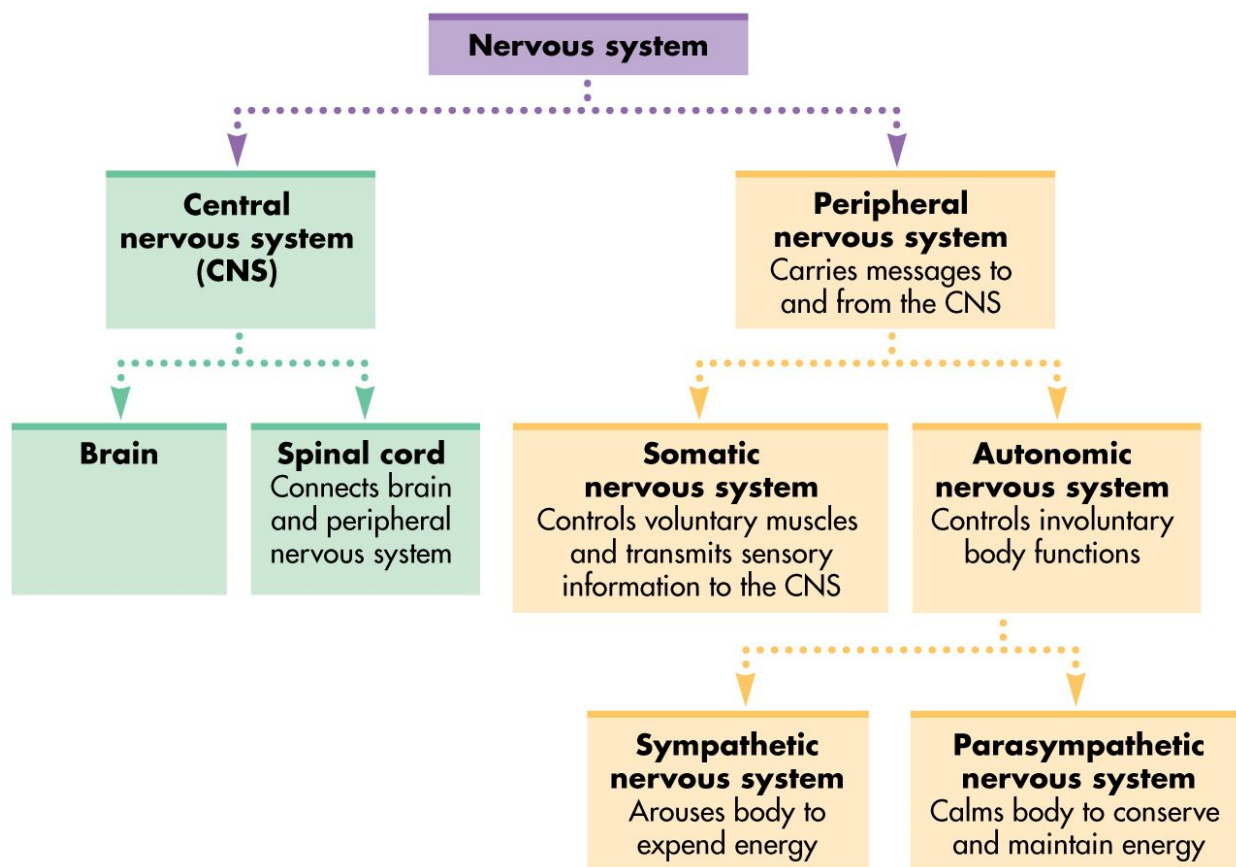 Nervous system
Central
nervous system
(CNS)
Peripheral
nervous system
Carries messages to
and from the CNS
Brain
Spinal cord
Connects brain
and peripheral
nervous system
Somatic
nervous system
Controls voluntary muscles
and transmits sensory
information to the CNS
Autonomic
nervous system
Controls involuntary
body functions
Sympathetic
nervous system
Arouses body to
expend energy
Parasympathetic
nervous system
Calms body to conserve
and maintain energy